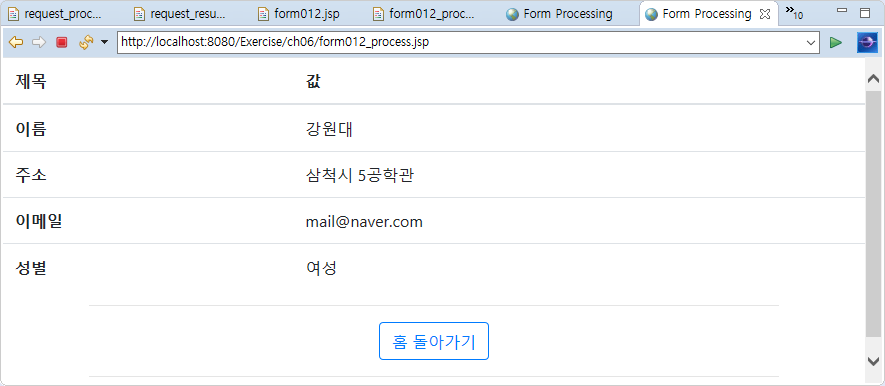 request_proc...
request_resu...
form012.jsp
form012_proc...
Form Processing
Form Processing
»10
http://localhost:8080/Exercise/ch06/form012_process.jsp
제목 값
이름 강원대
주소 삼척시 5공학관
이메일 mail@naver.com
성별 여성
홈 돌아가기